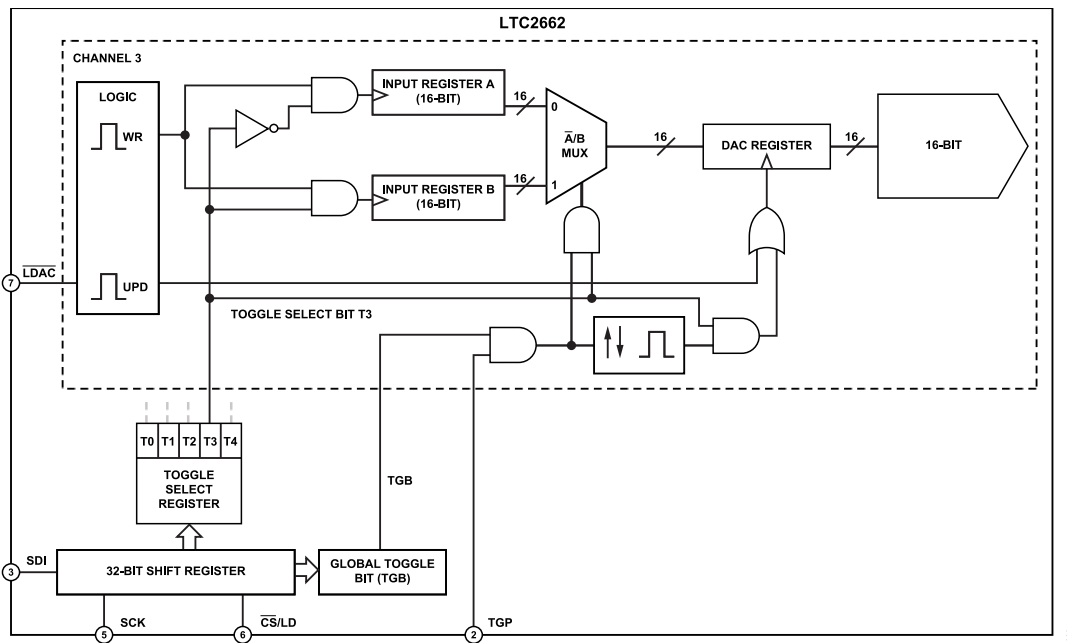 LTC2662
CHANNEL 3
LOGIC
WR
UPD
INPUT REGISTER A
(16-BIT)
16
0
INPUT REGISTER B
(16-BIT)
16
1
A̅/B
MUX
16
DAC REGISTER
16
16-BIT
7
L̅D̅A̅C̅
TOGGLE SELECT BIT T3
T0 T1 T2 T3 T4
TOGGLE
SELECT
REGISTER
TGB
3
SDI
32-BIT SHIFT REGISTER
GLOBAL TOGGLE
BIT (TGB)
5
SCK
6
C̅S̅/LD
2
TGP